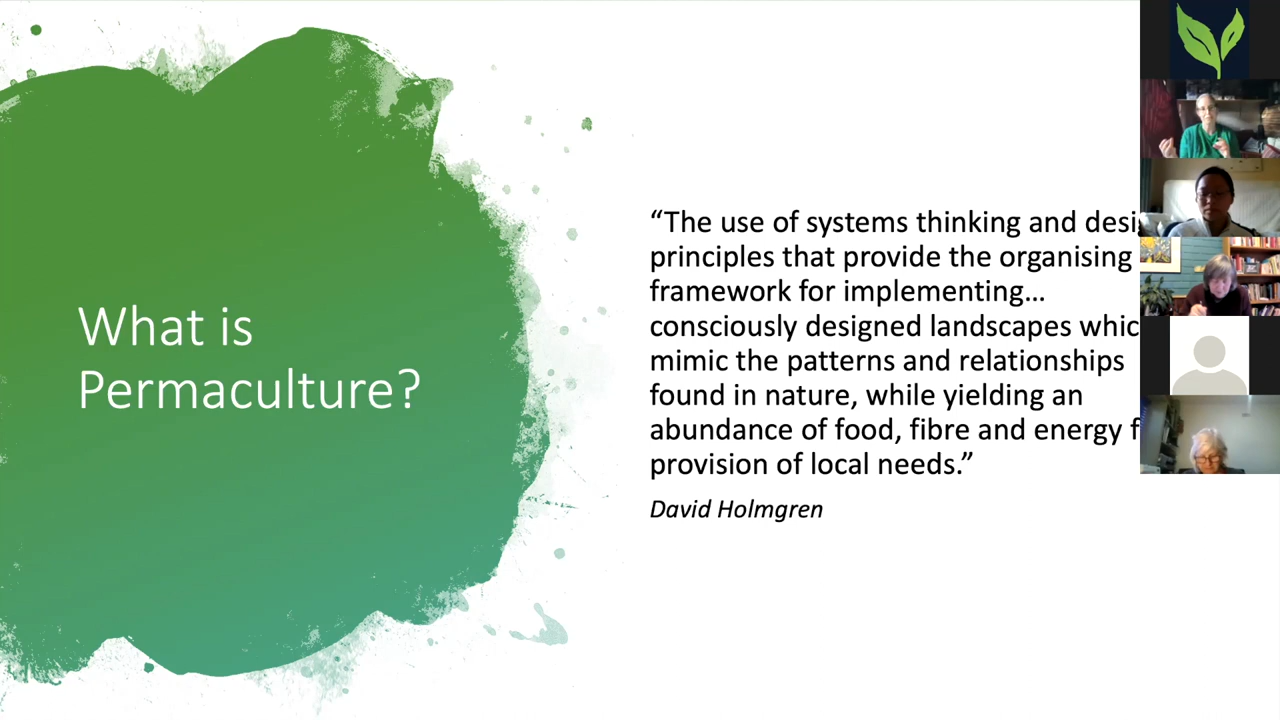 What is
Permaculture?
“The use of systems thinking and
principles that provide the organising
framework for implementing…
consciously designed landscapes
mimic the patterns and relationships
found in nature, while yielding an
abundance of food, fibre and energy
provision of local needs.”
David Holmgren